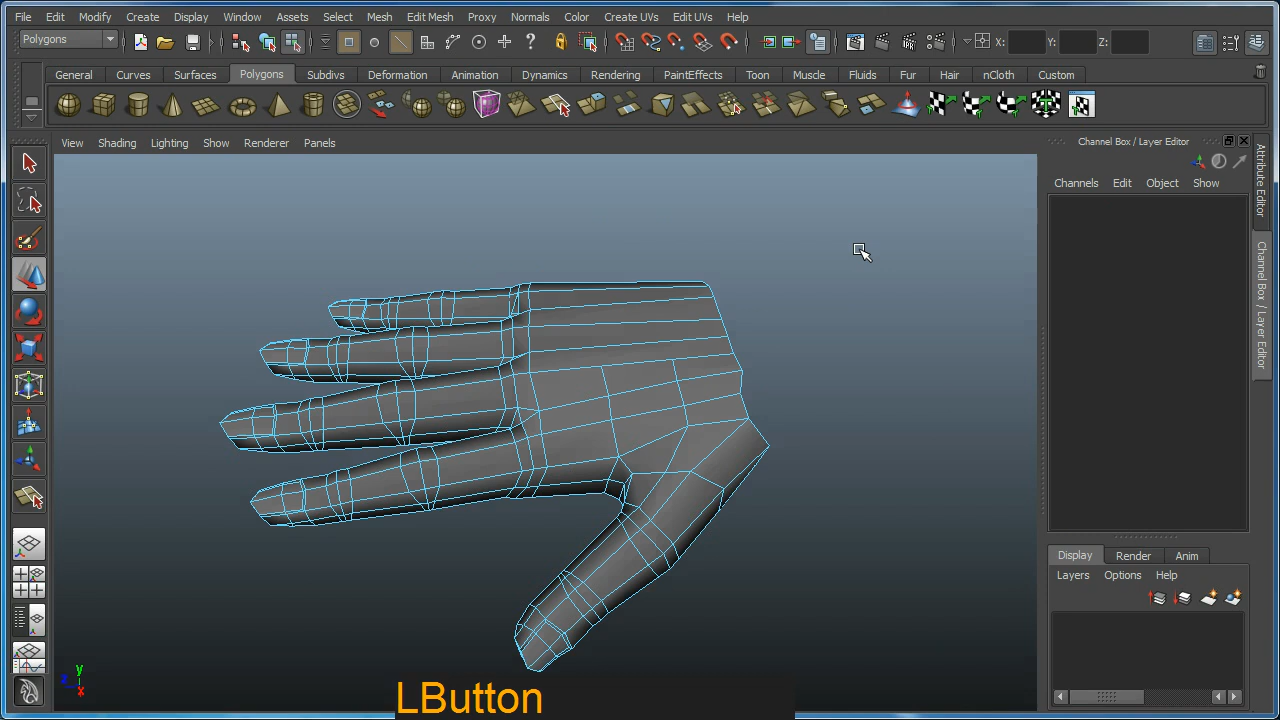 File Edit Modify Create Display Window Assets Select Mesh Edit Mesh Proxy Normals Color Create UVs Edit UVs Help
Polygons X: Y: Z:
General Curves Surfaces Polygons Subdivs Deformation Animation Dynamics Rendering PaintEffects Toon Muscle Fluids Fur Hair nCloth Custom
View Shading Lighting Show Renderer Panels
Channel Box / Layer Editor
Channels Edit Object Show
Attribute Editor
Channel Box / Layer Editor
Display Render Anim
Layers Options Help
y
z
x
LButton